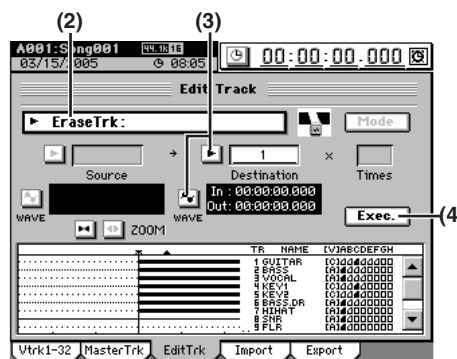 (2) (3)
A001:Song001 44.1k 16 00:00:00.000
03/15/2005 08:05
Edit Track
EraseTrk: Mode
1 ×
Source Destination Times
In : 00:00:00.000
Out: 00:00:00.000
WAVE WAVE Exec. (4
ZOOM
TR NAME [V]ABCDEFGH
1 GUITAR
2 BASS
3 VOCAL
4 KEY1
5 KEY2
6 BASS.DR
7 HIHAT
8 SNR
9 FLR
Vtrk1-32 MasterTrk EditTrk Import Export